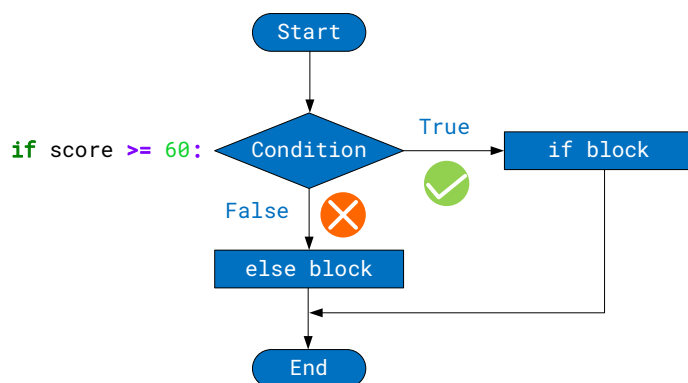 Start
if score >= 60:
Condition
True
if block
False
else block
End